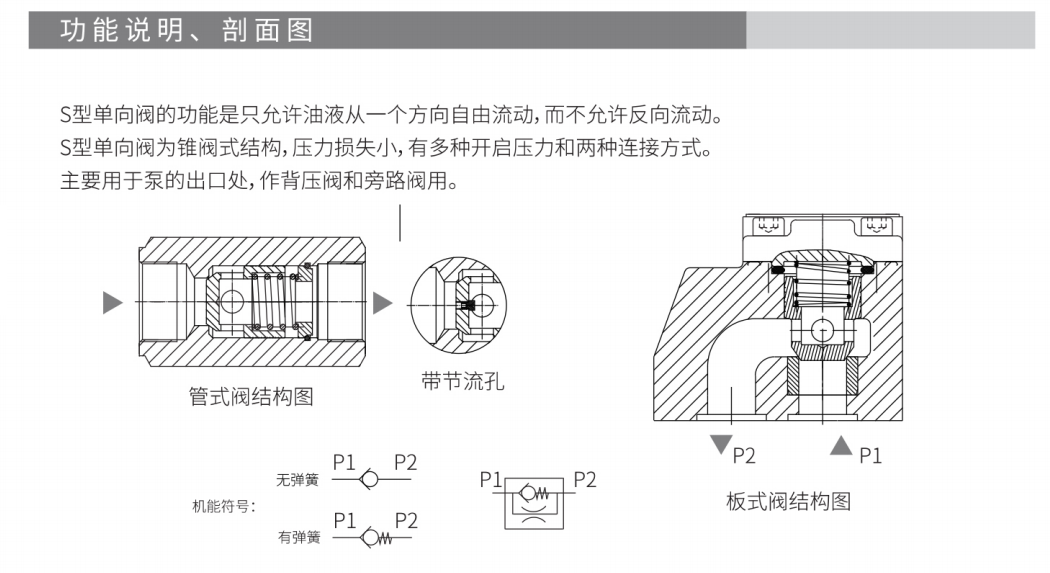 功能说明、剖面图
S型单向阀的功能是只允许油液从一个方向自由流动，而不允许反向流动。
S型单向阀为锥阀式结构，压力损失小，有多种开启压力和两种连接方式。
主要用于泵的出口处，作背压阀和旁路阀用。
管式阀结构图
带节流孔
P2
P1
板式阀结构图
机能符号：
无弹簧
P1
P2
有弹簧
P1
P2
P1
P2